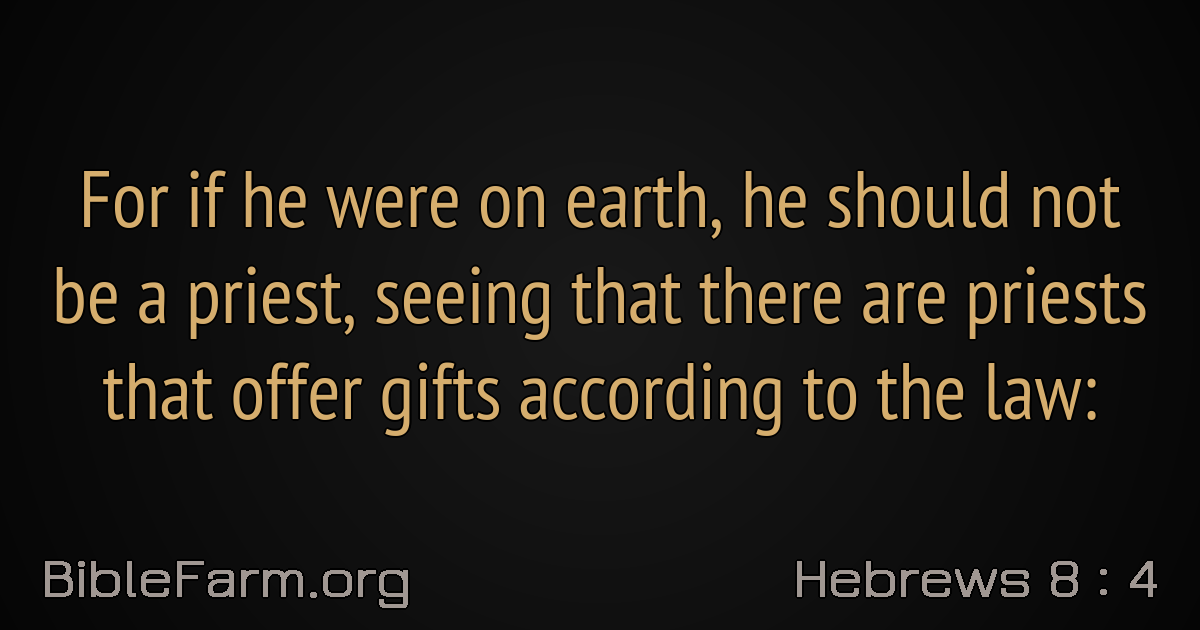 For if he were on earth, he should not
be a priest, seeing that there are priests
that offer gifts according to the law:
BibleFarm.org
Hebrews 8 : 4